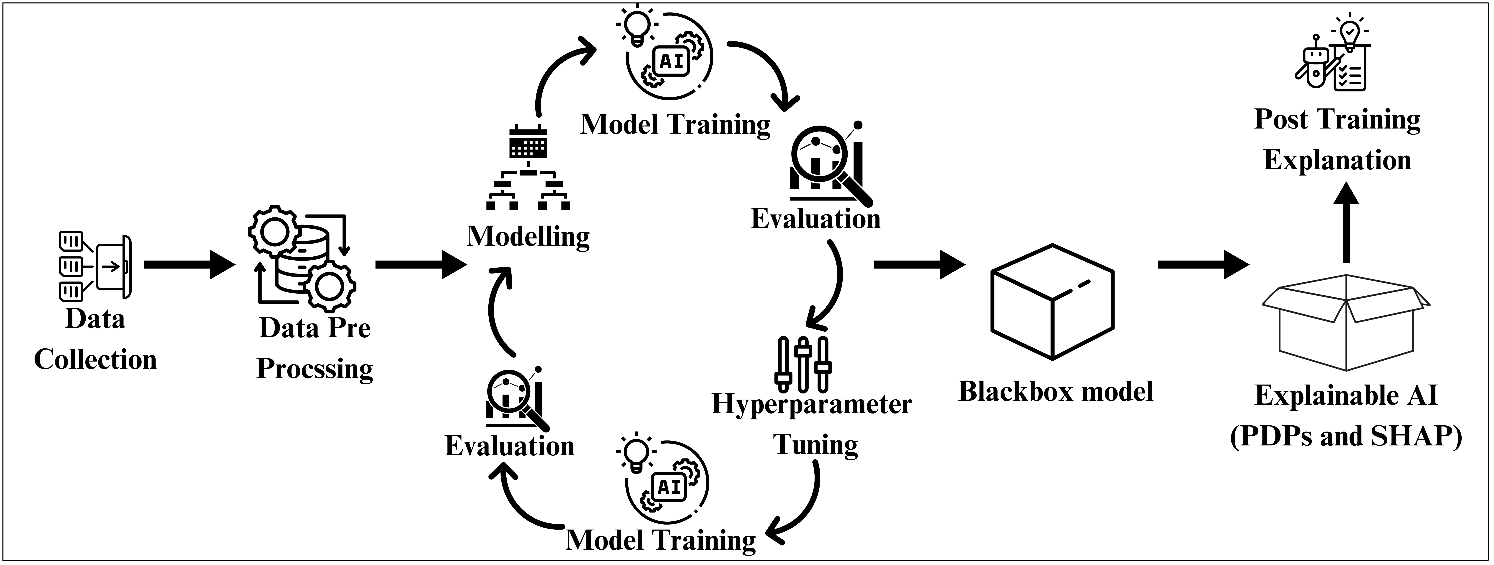 Data
Collection
Data Pre
Procssing
Modelling
AI
Model Training
Evaluation
Hyperparameter
Tuning
AI
Model Training
Evaluation
Blackbox model
Explainable AI
(PDPs and SHAP)
Post Training
Explanation